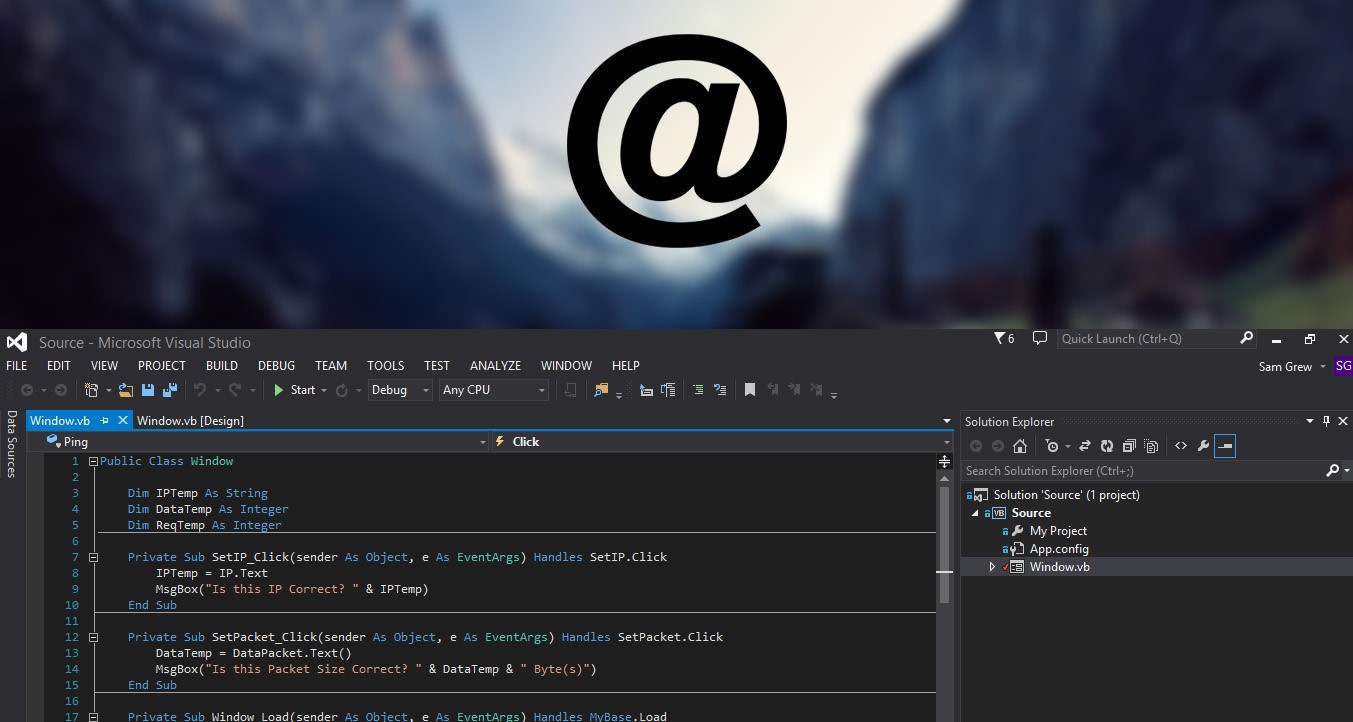 @
Source - Microsoft Visual Studio
6
Quick Launch (Ctrl+Q)
FILE EDIT VIEW PROJECT BUILD DEBUG TEAM TOOLS TEST ANALYZE WINDOW HELP
Sam Grew SG
Start Debug Any CPU
Data Sources
Window.vb Window.vb [Design]
Ping Click
1 Public Class Window
2
3 Dim IPTemp As String
4 Dim DataTemp As Integer
5 Dim ReqTemp As Integer
6
7 Private Sub SetIP_Click(sender As Object, e As EventArgs) Handles SetIP.Click
8 IPTemp = IP.Text
9 MsgBox("Is this IP Correct? " & IPTemp)
10 End Sub
11
12 Private Sub SetPacket_Click(sender As Object, e As EventArgs) Handles SetPacket.Click
13 DataTemp = DataPacket.Text()
14 MsgBox("Is this Packet Size Correct? " & DataTemp & " Byte(s)")
15 End Sub
16
17 Private Sub Window_Load(sender As Object, e As EventArgs) Handles MyBase.Load
Solution Explorer
Search Solution Explorer (Ctrl+;)
Solution 'Source' (1 project)
VB Source
My Project
App.config
Window.vb